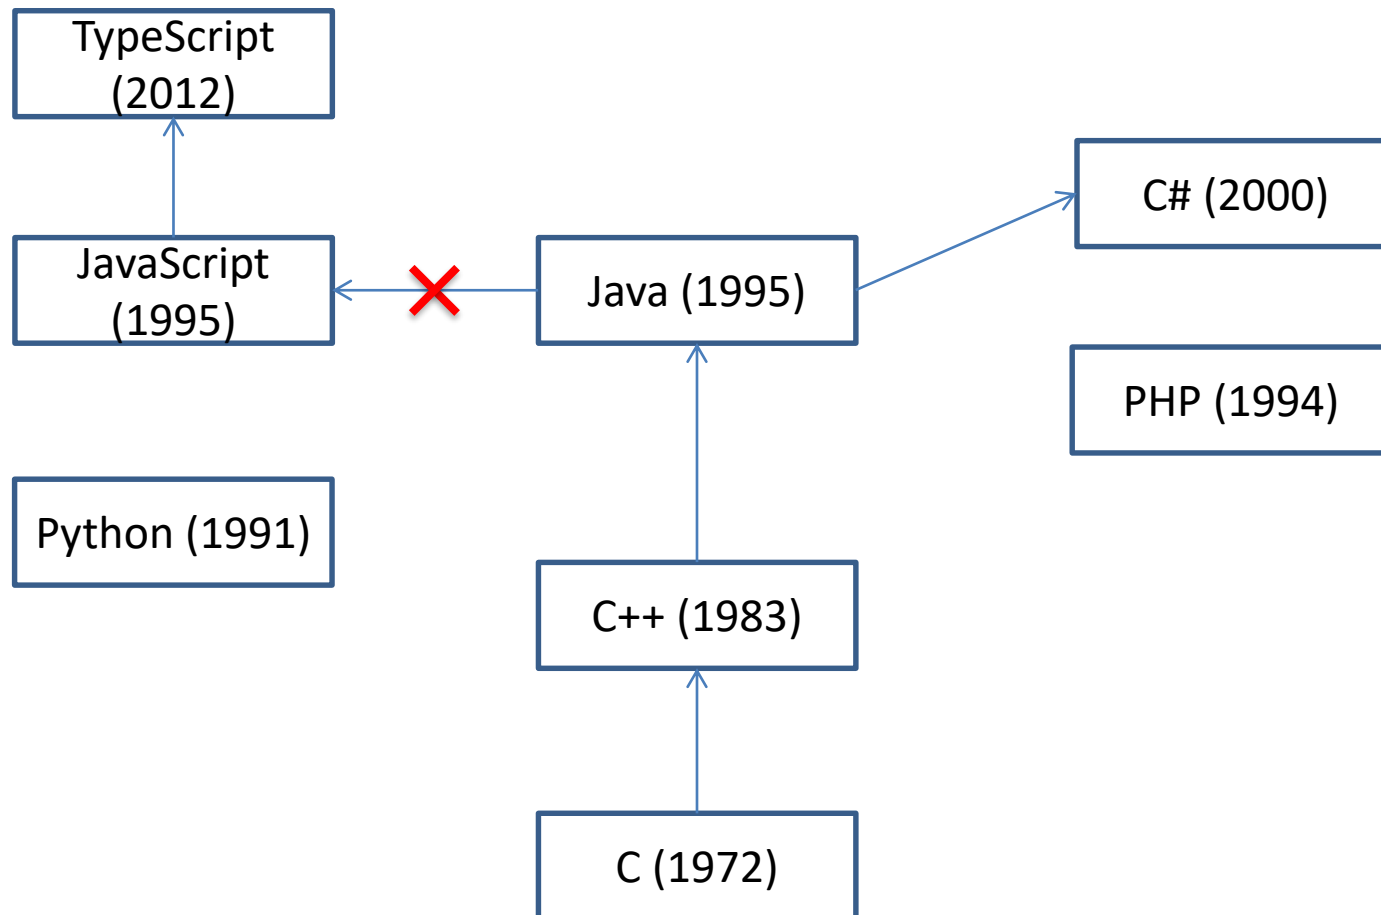 TypeScript
(2012)
C# (2000)
JavaScript
(1995)
Java (1995)
PHP (1994)
Python (1991)
C++ (1983)
C (1972)